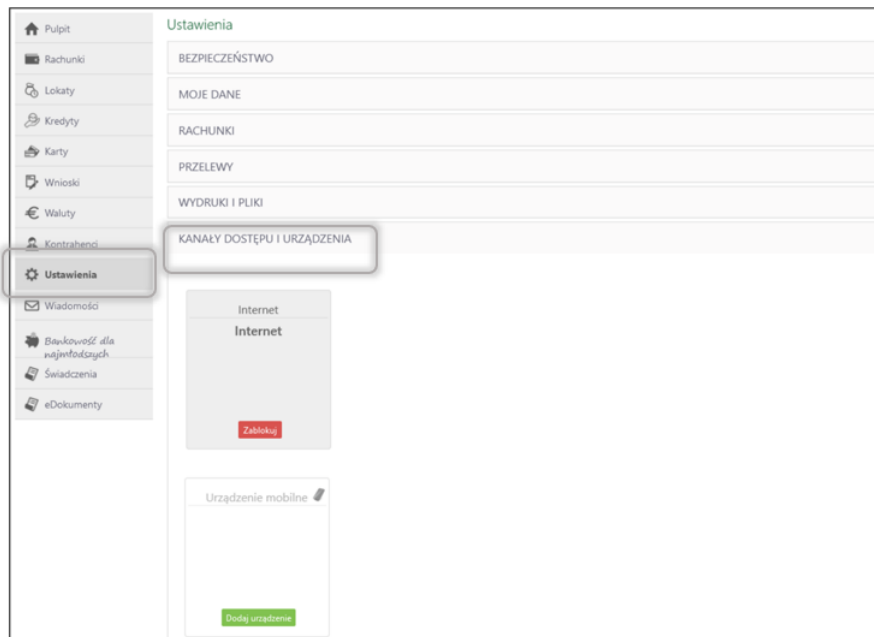 Pulpit
Rachunki
Lokaty
Kredyty
Karty
Wnioski
Waluty
Kontrahenci
Ustawienia
Wiadomości
Bankowość dla
najmłodszych
Świadczenia
eDokumenty
Ustawienia
BEZPIECZEŃSTWO
MOJE DANE
RACHUNKI
PRZELEWY
WYDRUKI I PLIKI
KANAŁY DOSTĘPU I URZĄDZENIA
Internet
Internet
Zablokuj
Urządzenie mobilne
Dodaj urządzenie